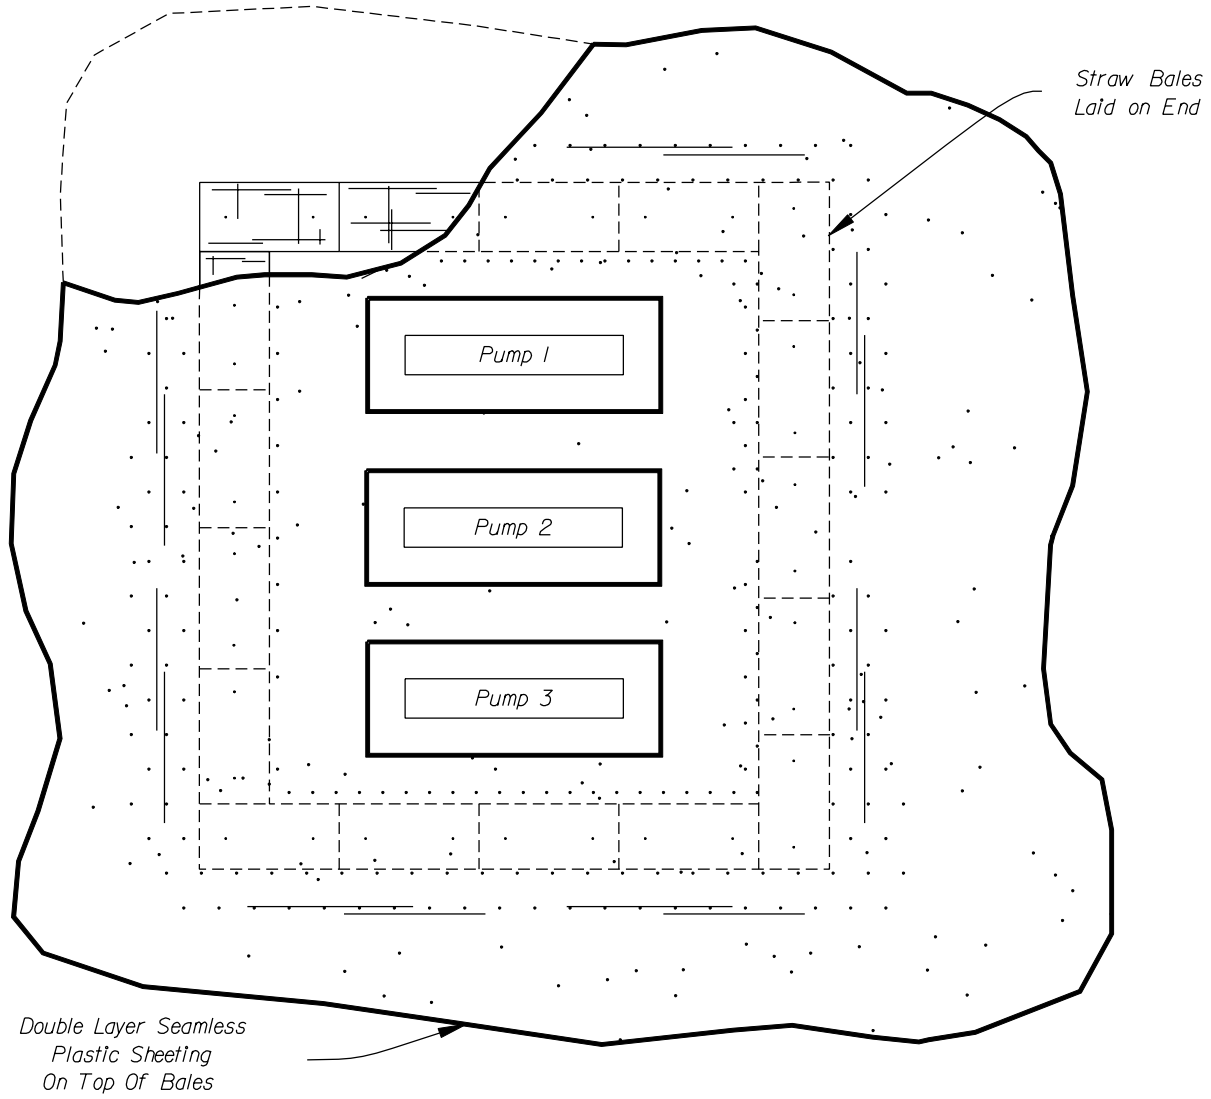 Straw Bales
Laid on End
Pump 1
Pump 2
Pump 3
Double Layer Seamless
Plastic Sheeting
On Top Of Bales